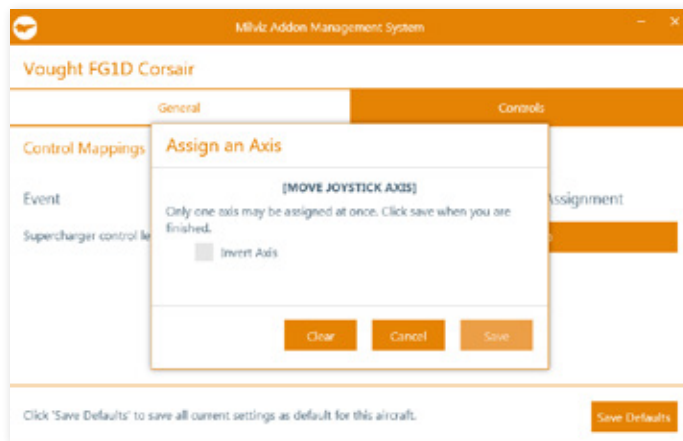 Milviz Addon Management System
Vought FG1D Corsair
General
Controls
Control Mappings
Assign an Axis
[MOVE JOYSTICK AXIS]
Event
Assignment
Only one axis may be assigned at once. Click save when you are
finished.
Supercharger control le
Invert Axis
Clear
Cancel
Save
Click 'Save Defaults' to save all current settings as default for this aircraft.
Save Defaults